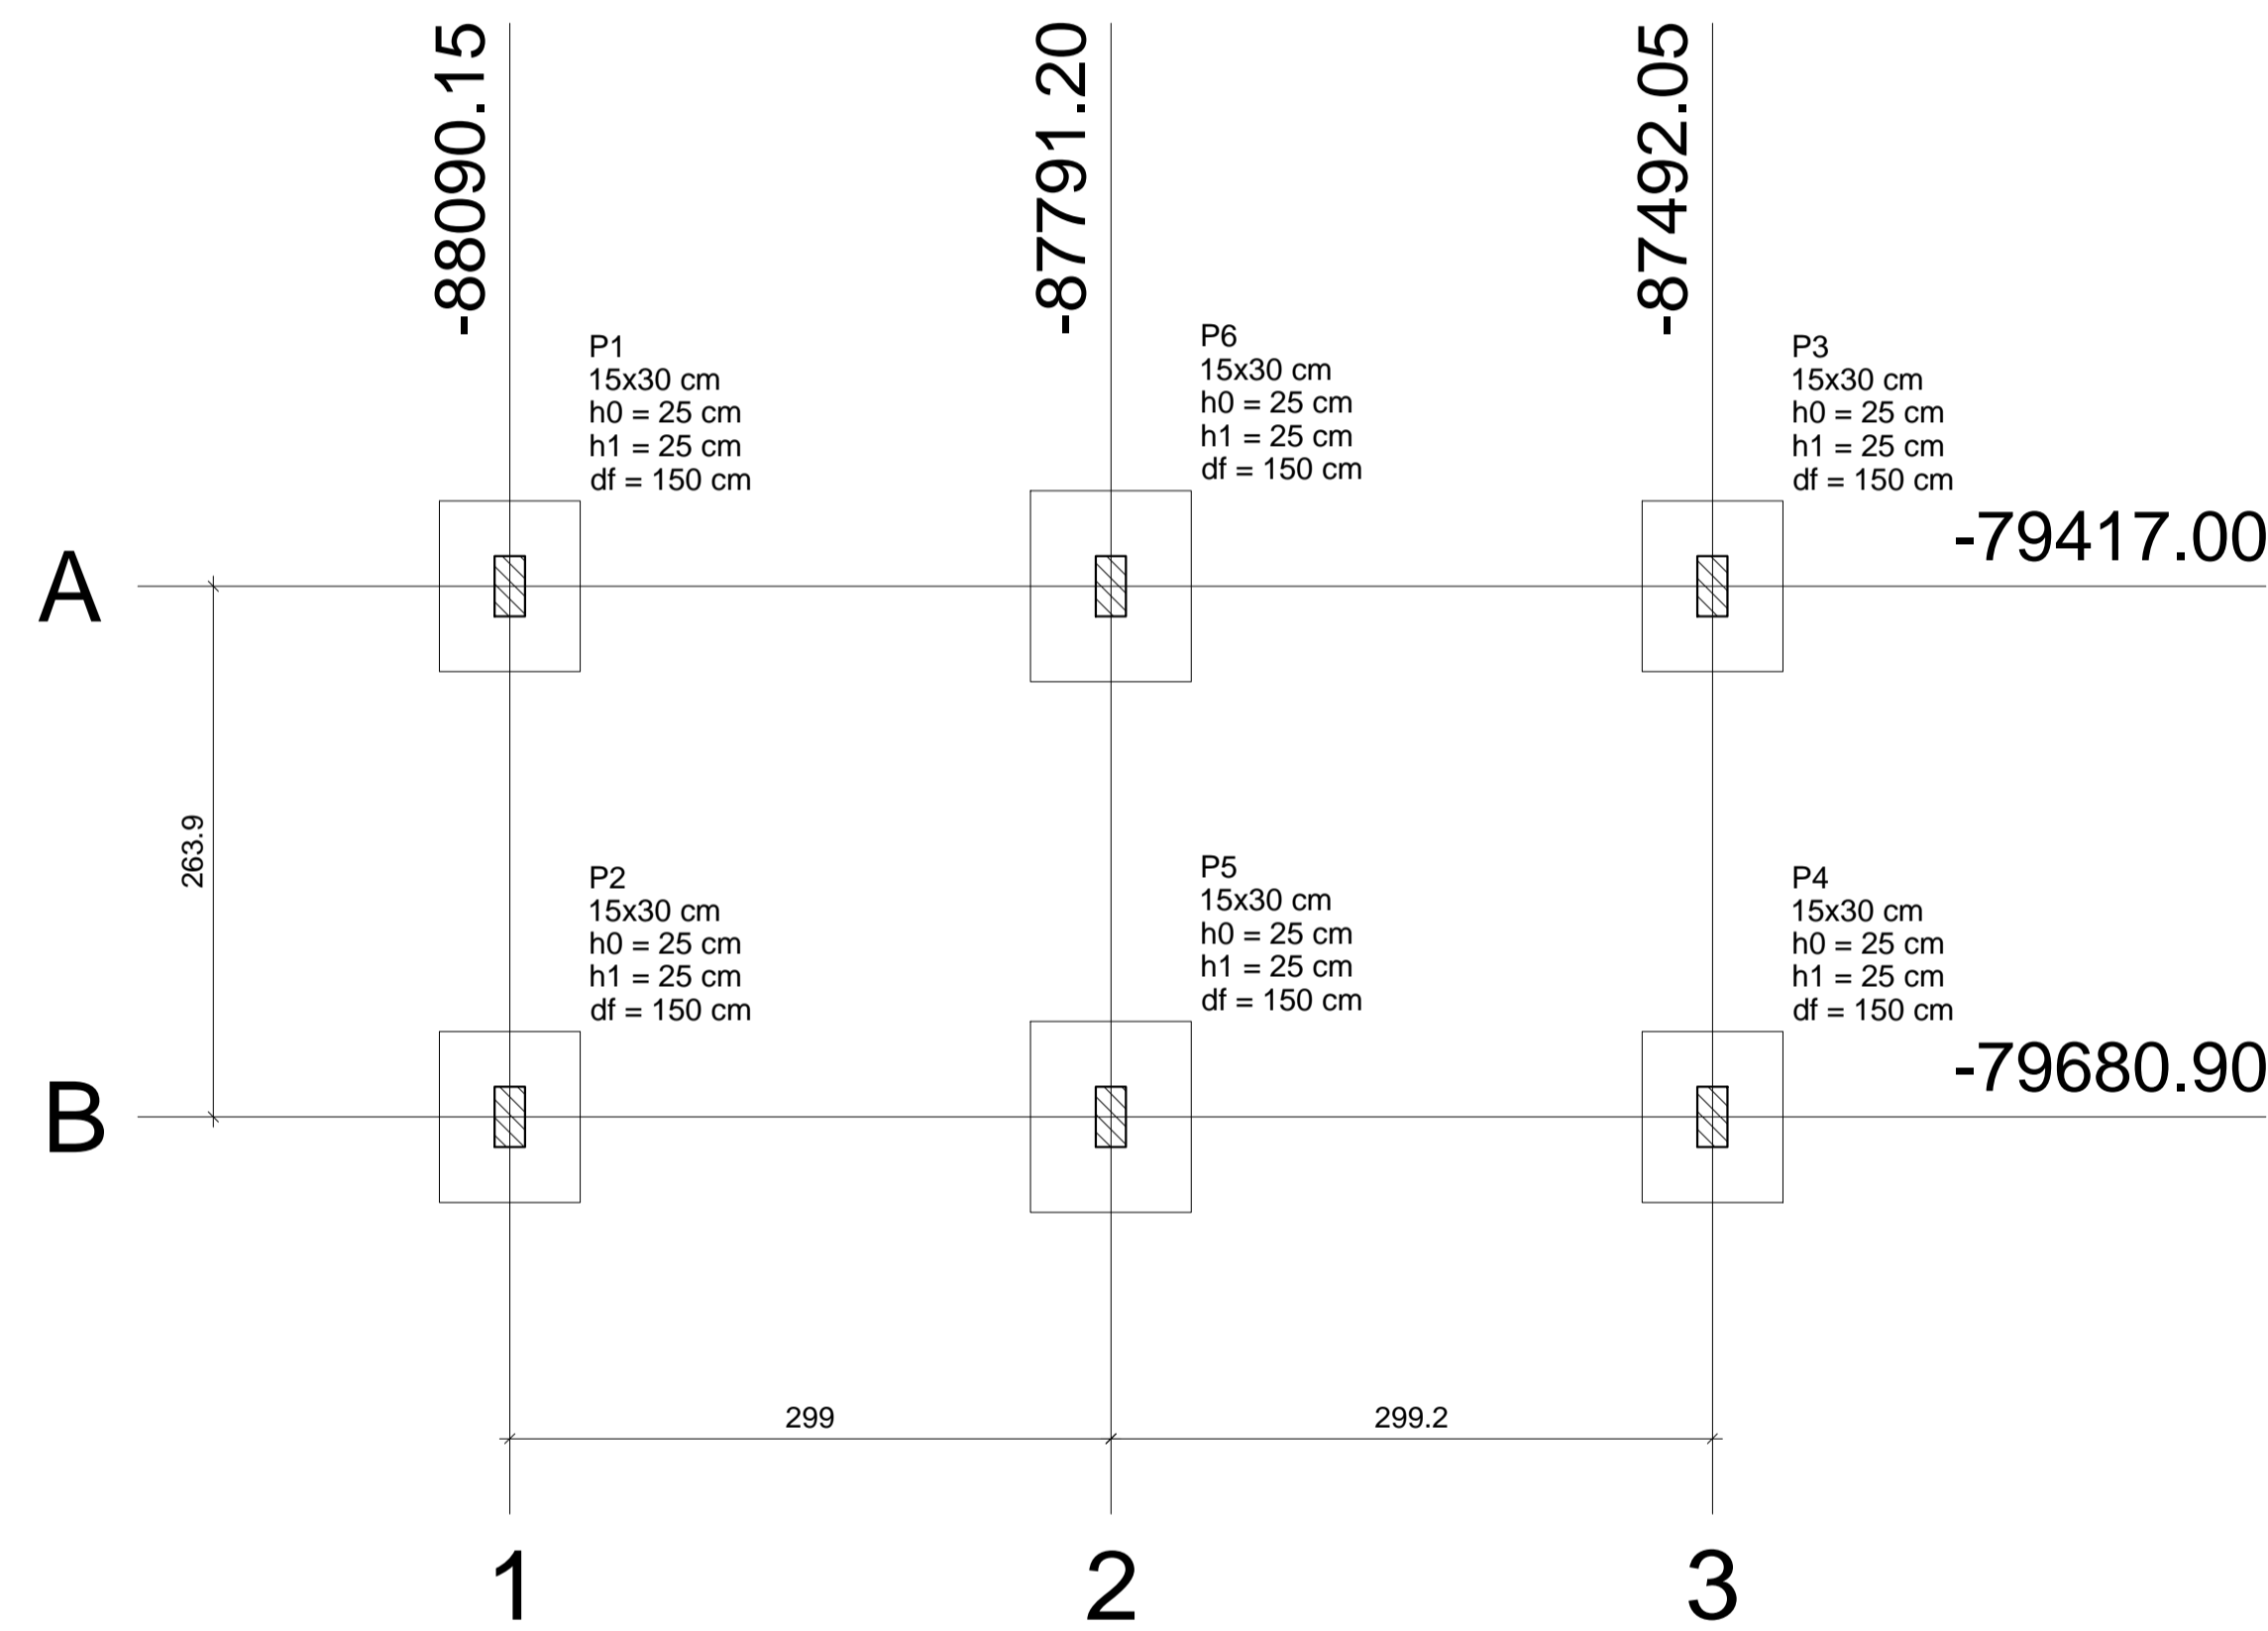 -88090.15
-87791.20
-87492.05
P1
15x30 cm
h0 = 25 cm
h1 = 25 cm
df = 150 cm
P6
15x30 cm
h0 = 25 cm
h1 = 25 cm
df = 150 cm
P3
15x30 cm
h0 = 25 cm
h1 = 25 cm
df = 150 cm
-79417.00
A
263.9
P2
15x30 cm
h0 = 25 cm
h1 = 25 cm
df = 150 cm
P5
15x30 cm
h0 = 25 cm
h1 = 25 cm
df = 150 cm
P4
15x30 cm
h0 = 25 cm
h1 = 25 cm
df = 150 cm
-79680.90
B
299
299.2
1
2
3